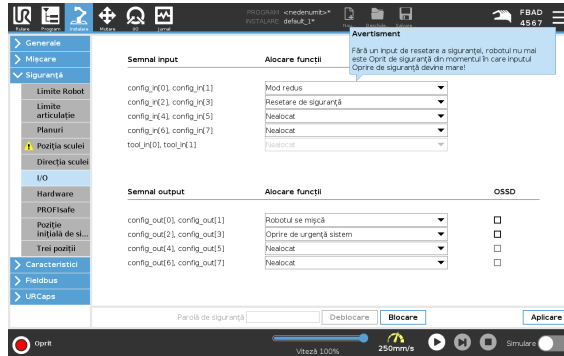 PROGRAM <nedenumit>*
INSTALARE default_1*
FBAD
4567
Rulare Program Instalare Mutare I/O Jurnal
Avertisment
Fără un input de resetare a siguranței, robotul nu mai
este Oprit de siguranță din momentul în care inputul
Oprire de siguranță devine mare!
Generale
Mișcare
Siguranță
Limite Robot
Limite
articulație
Planuri
Poziția sculei
Direcția sculei
I/O
Hardware
PROFIsafe
Poziție
inițială de si...
Trei poziții
Caracteristici
Fieldbus
URCaps
Semnal input Alocare funcții
config_in[0], config_in[1] Mod redus
config_in[2], config_in[3] Resetare de siguranță
config_in[4], config_in[5] Nealocat
config_in[6], config_in[7] Nealocat
tool_in[0], tool_in[1] Nealocat
Semnal output Alocare funcții OSSD
config_out[0], config_out[1] Robotul se mișcă
config_out[2], config_out[3] Oprire de urgență sistem
config_out[4], config_out[5] Nealocat
config_out[6], config_out[7] Nealocat
Parolă de siguranță Deblocare Blocare Aplicare
Oprit Viteză 100% 250mm/s Simulare